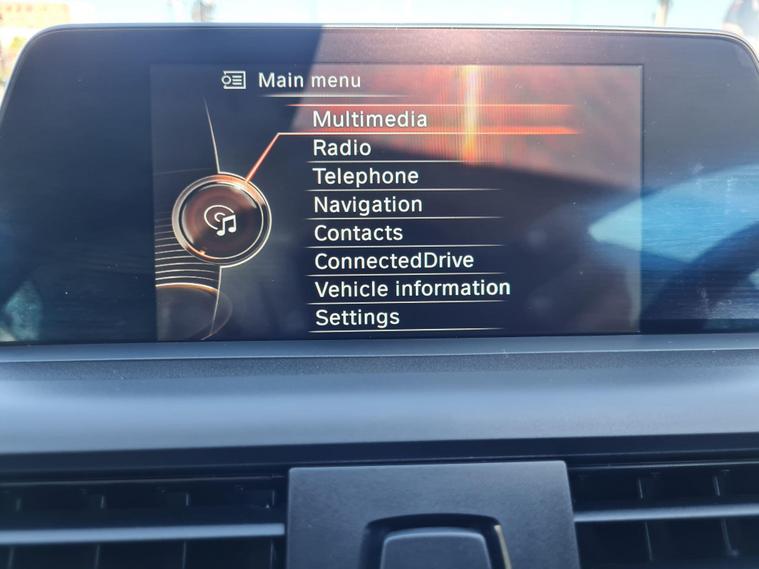 Main menu
Multimedia
Radio
Telephone
Navigation
Contacts
ConnectedDrive
Vehicle information
Settings